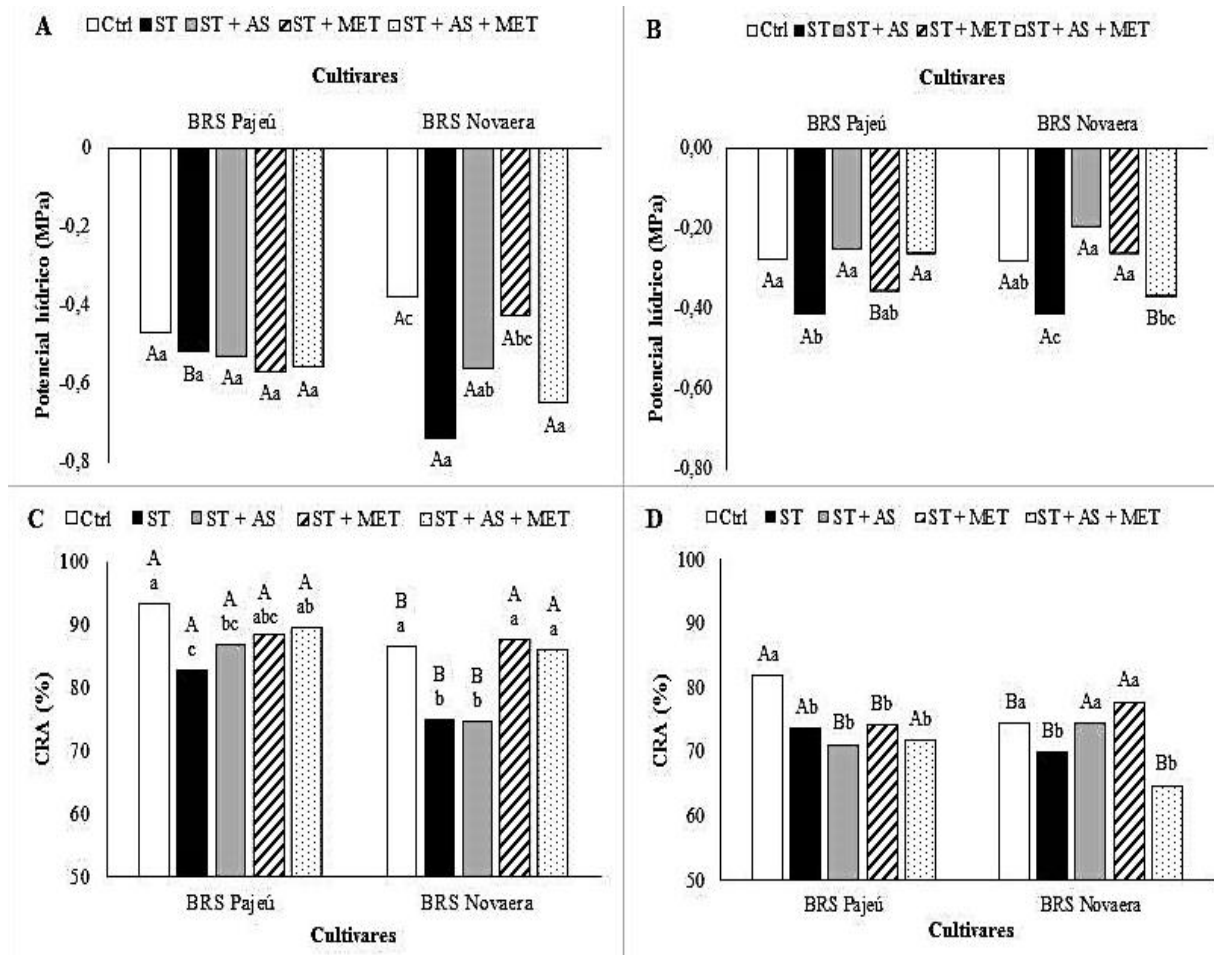 A □Ctrl ■ST ■ST + AS ▨ST + MET ▨ST + AS + MET
Cultivares
BRS Pajeú BRS Novaera
Potencial hídrico (MPa)
0
-0,2
-0,4
-0,6
-0,8
Aa Ba Aa Aa Aa Ac Aa Aab Abc Aa
B □Ctrl ■ST ■ST + AS ▨ST+MET ▨ST + AS + MET
Cultivares
BRS Pajeú BRS Novaera
Potencial hídrico (MPa)
0,00
-0,20
-0,40
-0,60
-0,80
Aa Ab Aa Bab Aa Aab Ac Aa Aa Bbc
C □Ctrl ■ST ■ST + AS ▨ST + MET ▨ST + AS + MET
CRA (%)
100
90
80
70
60
50
A A A A A B B B A A
a c bc abc ab a b b a a
BRS Pajeú BRS Novaera
Cultivares
D □Ctrl ■ST ■ST + AS ▨ST + MET ▨ST + AS + MET
CRA (%)
100
90
80
70
60
50
Aa Ab Bb Bb Ab Ba Bb Aa Aa Bb
BRS Pajeú BRS Novaera
Cultivares